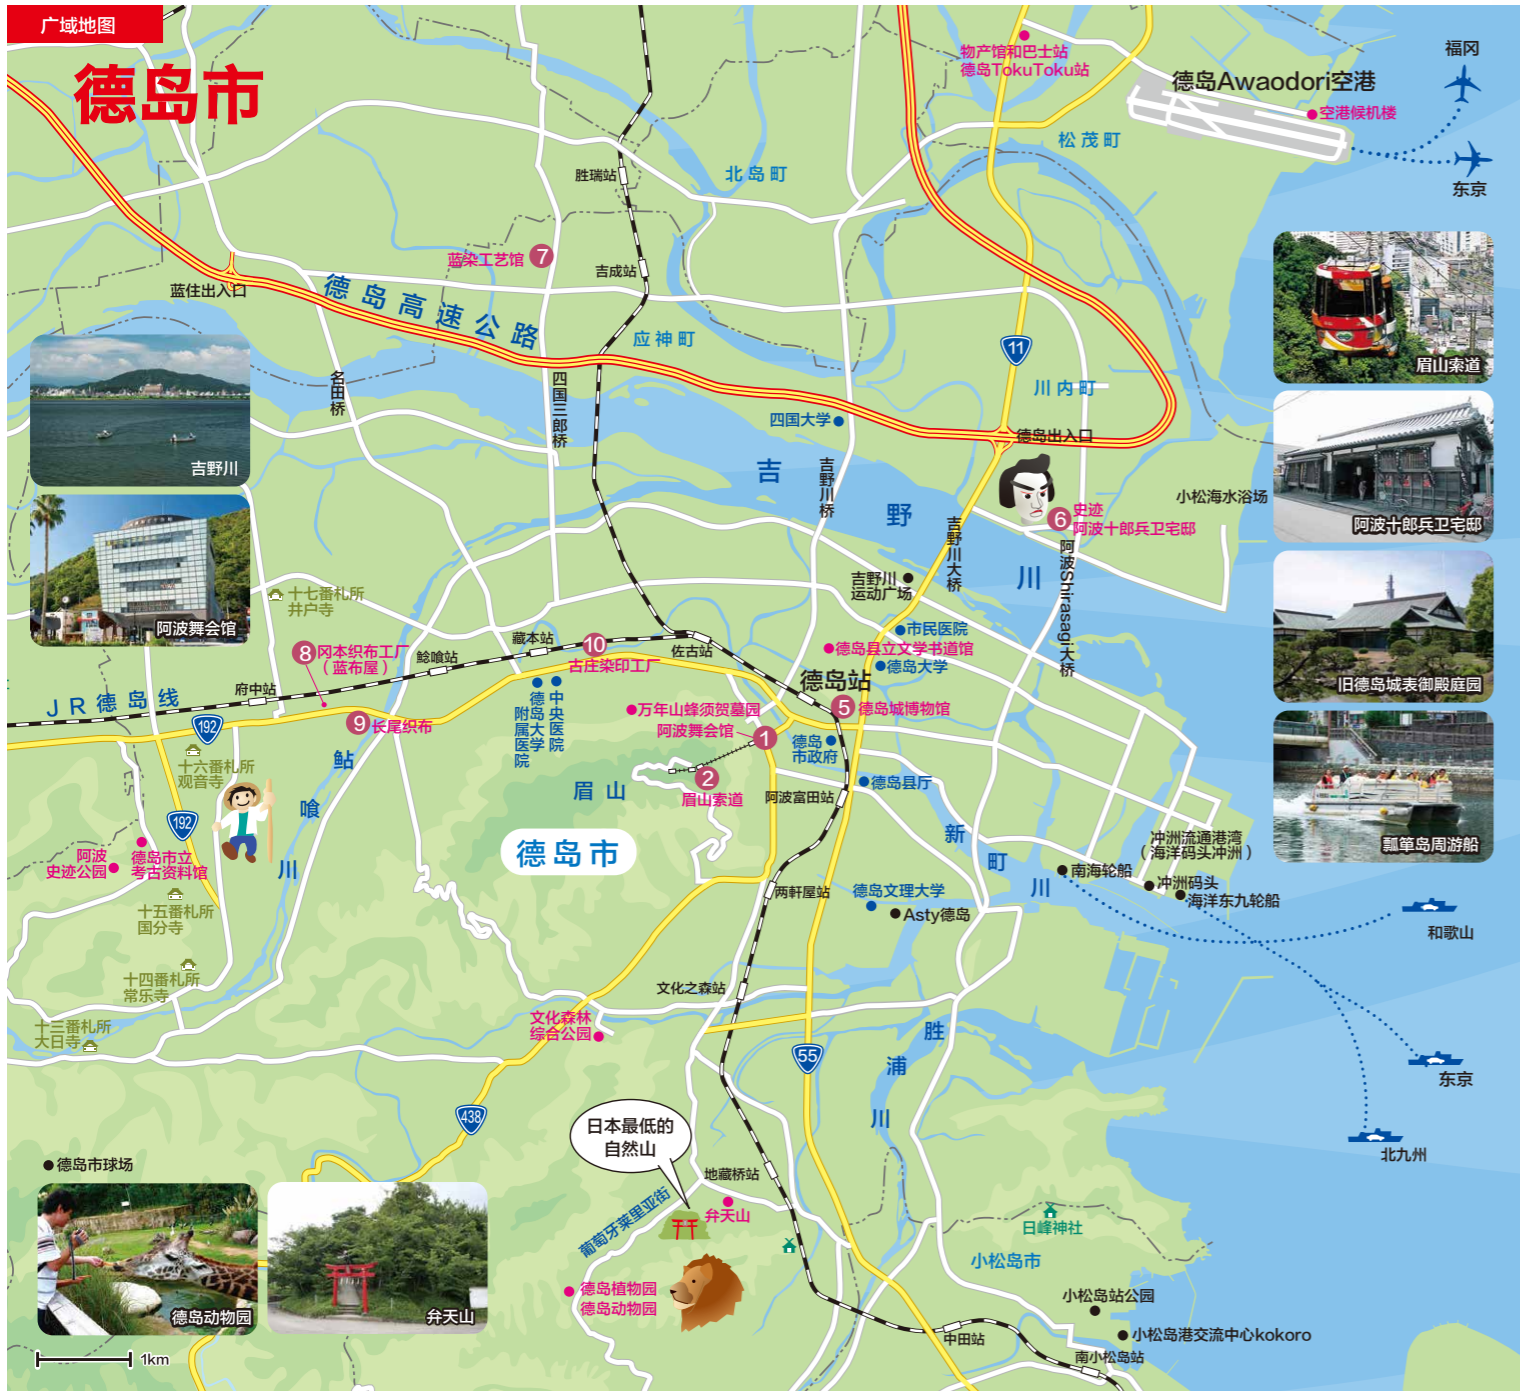 广域地图
德岛市
物产馆和巴士站
德岛TokuToku站
德岛Awaodori空港
空港候机楼
福冈
东京
松茂町
北岛町
胜瑞站
蓝染工艺馆
7
吉成站
蓝住出入口
德岛高速公路
应神町
11
川内町
眉山索道
名田桥
四国三郎桥
四国大学
德岛出入口
吉野川
吉野川
吉野川桥
小松海水浴场
6
史迹
阿波十郎兵卫宅邸
阿波十郎兵卫宅邸
吉野川大桥
阿波Shirasagi大桥
吉野川
运动广场
阿波舞会馆
十七番札所
井户寺
市民医院
德岛县立文学书道馆
德岛大学
旧德岛城表御殿庭园
8
冈本织布工厂
（蓝布屋）
鲶喰站
藏本站
10
古庄染印工厂
佐古站
德岛站
5
德岛城博物馆
府中站
JR德岛线
192
9
长尾织布
德岛大学
附属医院
中央医院
万年山蜂须贺墓园
阿波舞会馆
1
德岛
市政府
2
眉山索道
眉山
德岛县厅
阿波富田站
瓢箪岛周游船
十六番札所
观音寺
鲇喰川
192
阿波
史迹公园
德岛市立
考古资料馆
德岛市
新町川
冲洲流通港湾
（海洋码头冲洲）
南海轮船
冲洲码头
海洋东九轮船
两轩屋站
德岛文理大学
Asty德岛
和歌山
十五番札所
国分寺
十四番札所
常乐寺
十三番札所
大日寺
文化之森站
文化森林
综合公园
胜浦川
55
东京
438
日本最低的
自然山
北九州
德岛市球场
地藏桥站
葡萄牙莱里亚街
弁天山
日峰神社
小松岛市
德岛动物园
弁天山
德岛植物园
德岛动物园
小松岛站公园
小松岛港交流中心kokoro
中田站
南小松岛站
1km